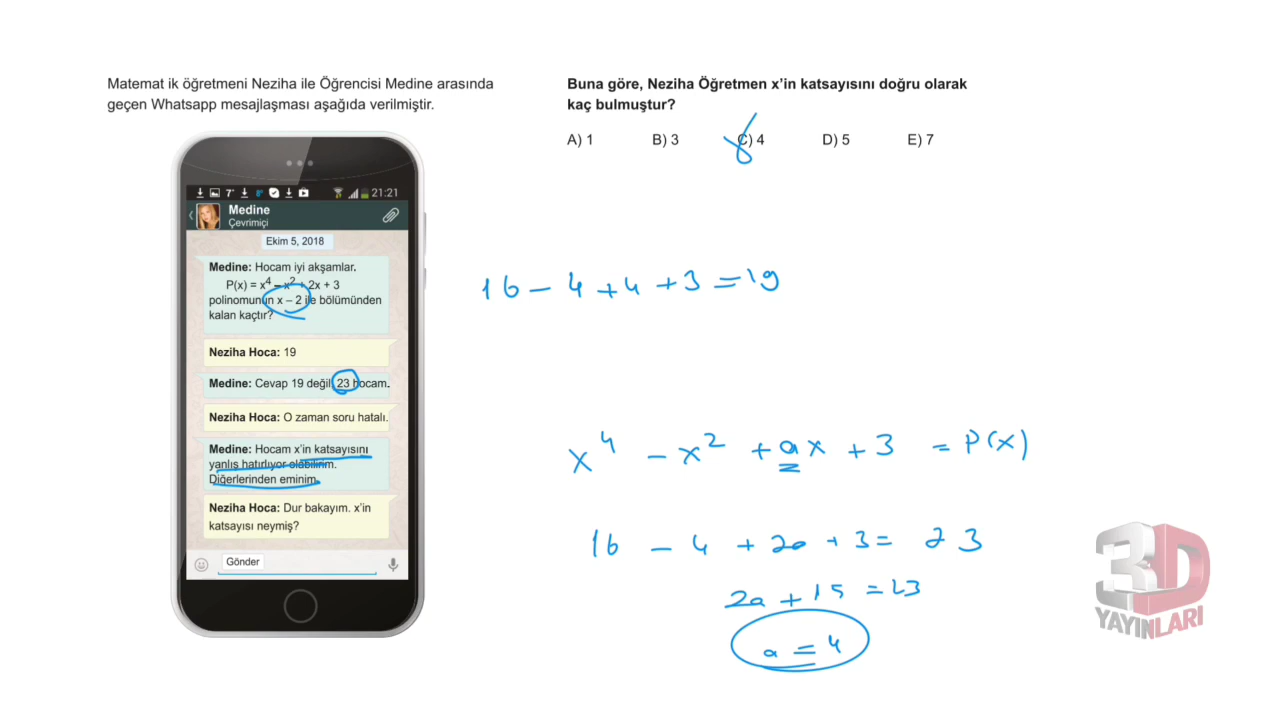 Matemat ik öğretmeni Neziha ile Öğrencisi Medine arasında
geçen Whatsapp mesajlaşması aşağıda verilmiştir.
21:21
Medine
Çevrimiçi
Ekim 5, 2018
Medine: Hocam iyi akşamlar.
P(x) = x⁴ – x² + 2x + 3
polinomunun x – 2 ile bölümünden
kalan kaçtır?
Neziha Hoca: 19
Medine: Cevap 19 değil 23 hocam.
Neziha Hoca: O zaman soru hatalı.
Medine: Hocam x'in katsayısını
yanlış hatırlıyor olabilirim.
Diğerlerinden eminim.
Neziha Hoca: Dur bakayım. x'in
katsayısı neymiş?
Gönder
Buna göre, Neziha Öğretmen x'in katsayısını doğru olarak
kaç bulmuştur?
A) 1 B) 3 C) 4 D) 5 E) 7
16 – 4 + 4 + 3 = 19
x⁴ – x² + ax + 3 = P(x)
16 – 4 + 2a + 3 = 23
2a + 15 = 23
a = 4
3D
YAYINLARI